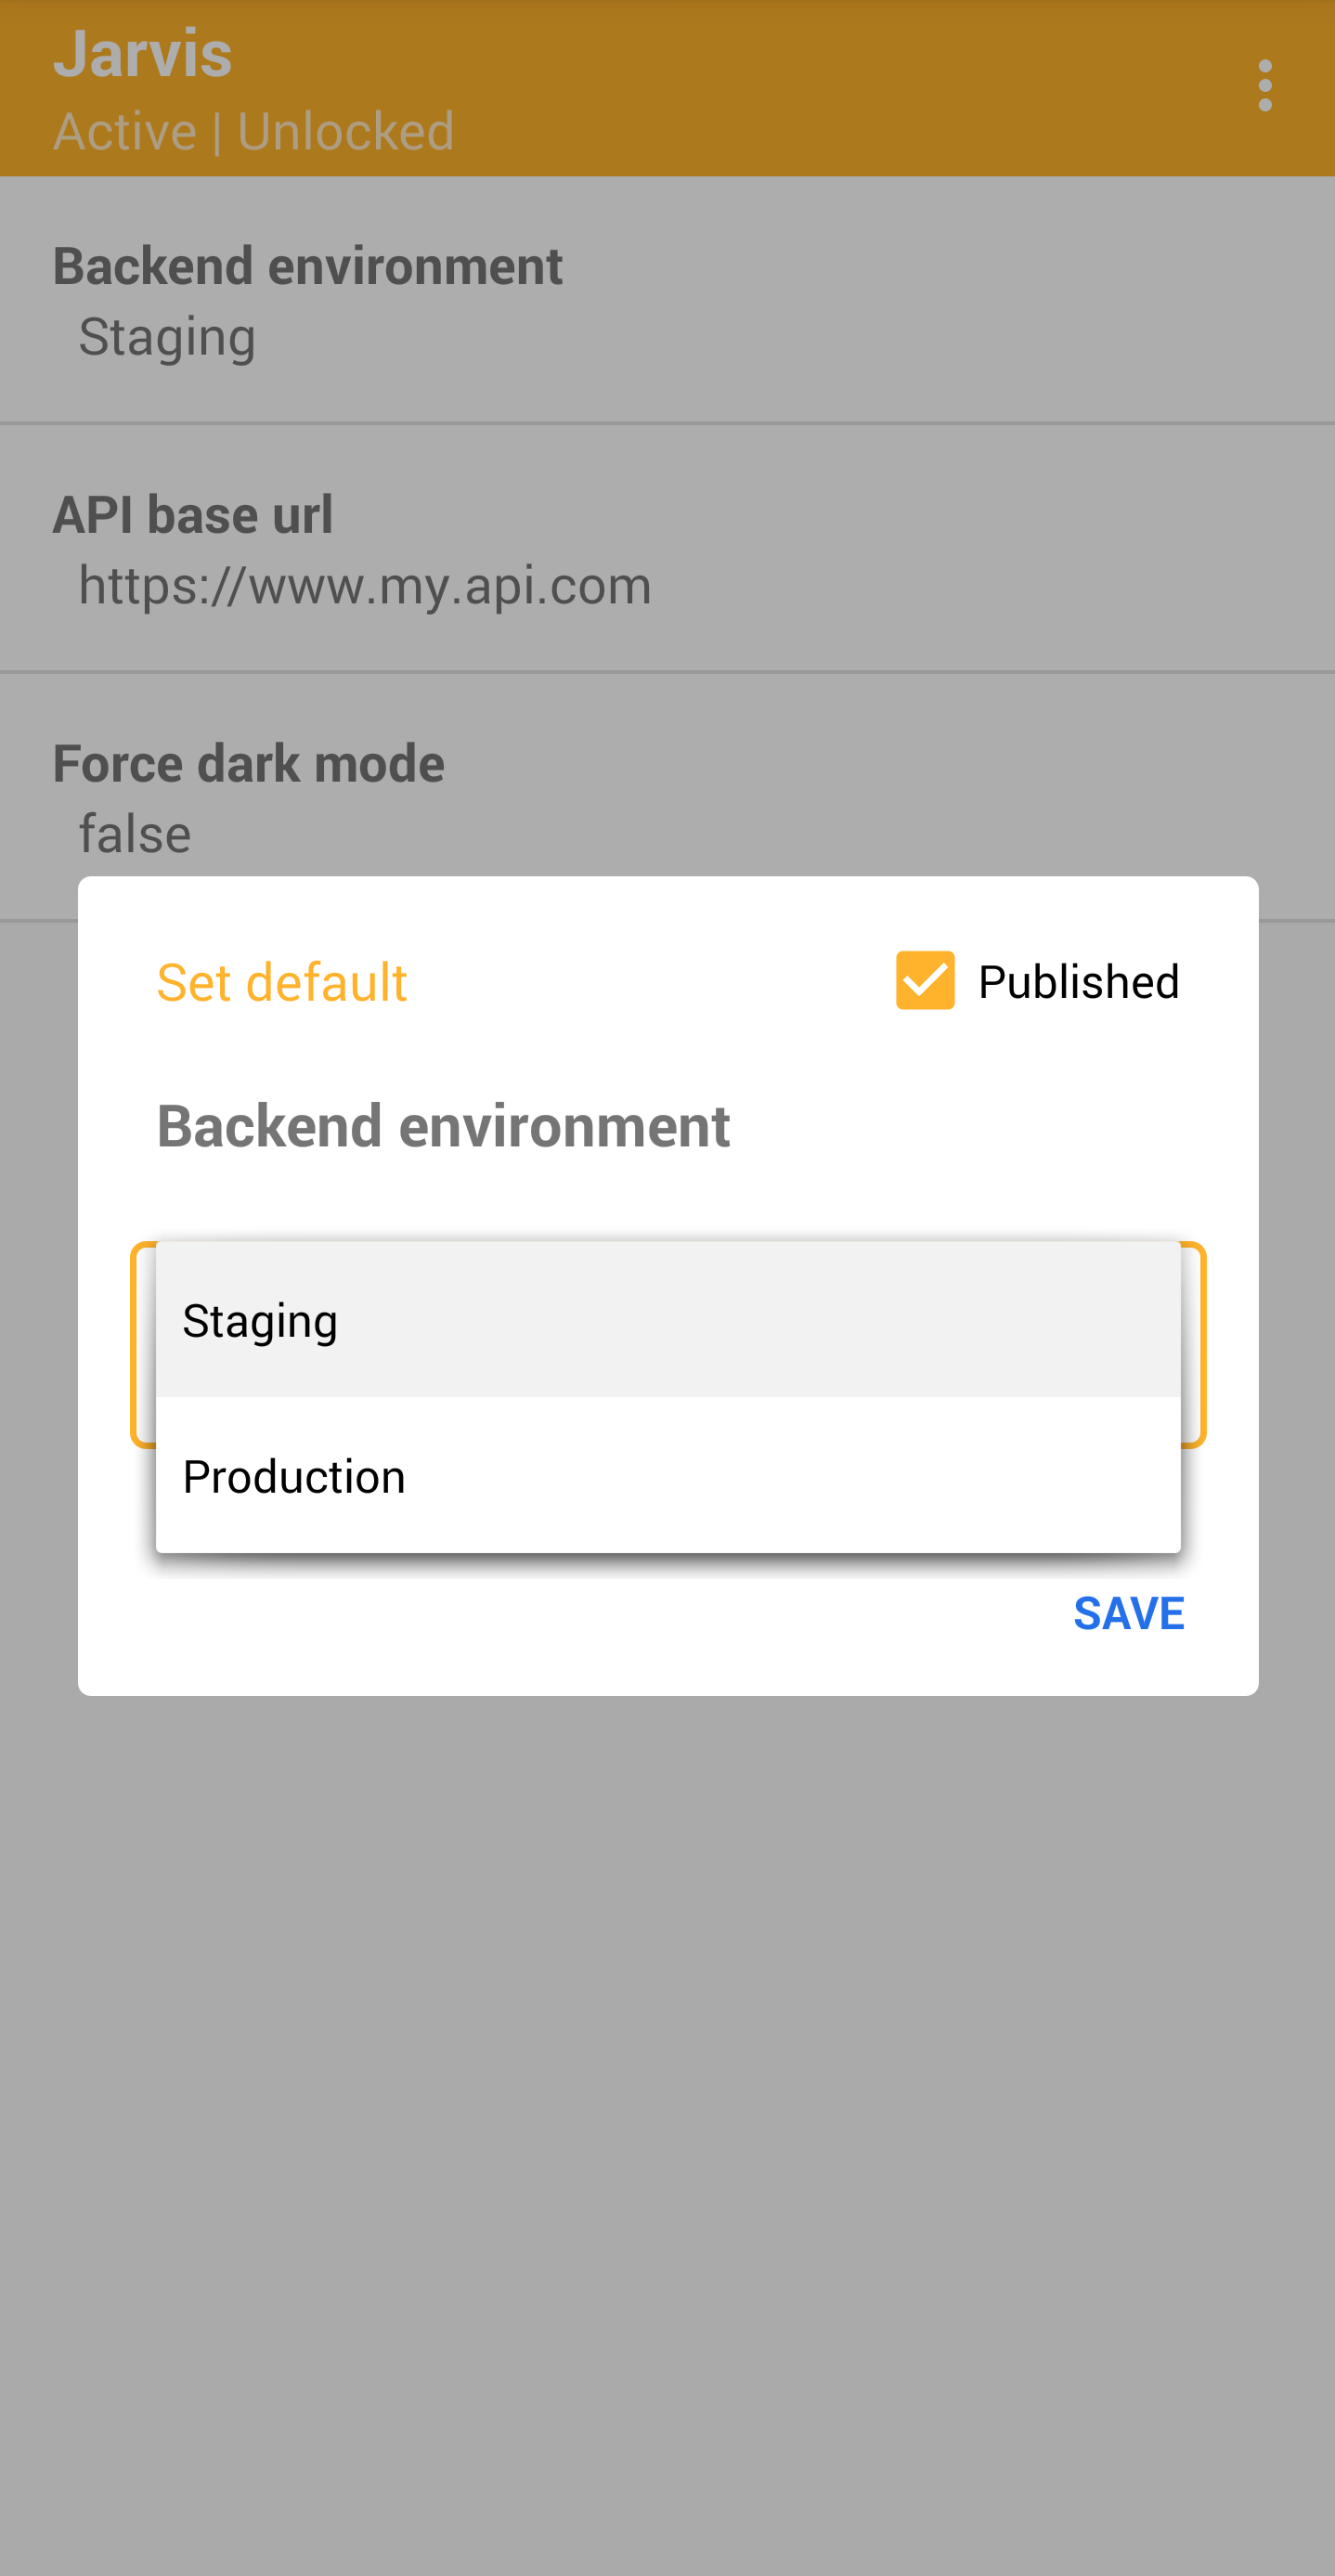 Jarvis
Active | Unlocked
Backend environment
Staging
API base url
https://www.my.api.com
Force dark mode
false
Set default
Published
Backend environment
Staging
Production
SAVE